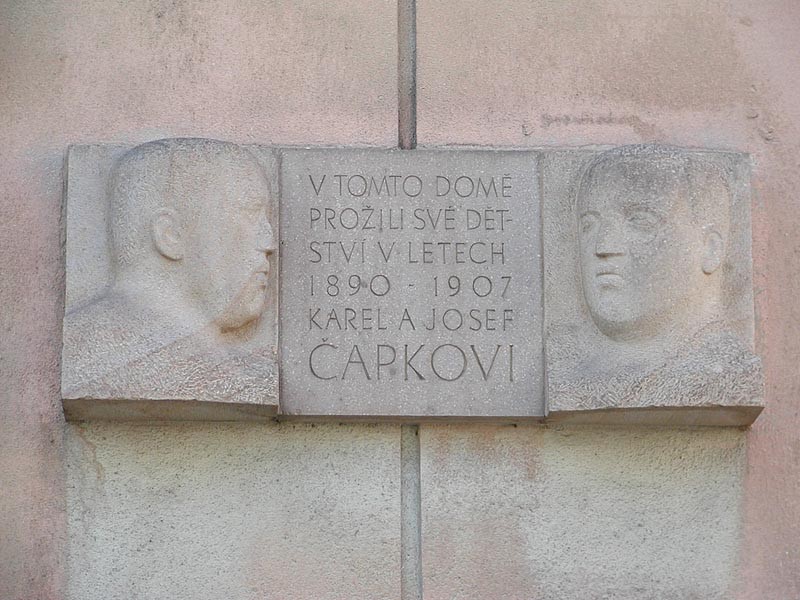 V TOMTO DOMĚ
PROŽILI SVÉ DĚT-
STVÍ V LETECH
1890 - 1907
KAREL A JOSEF
ČAPKOVI